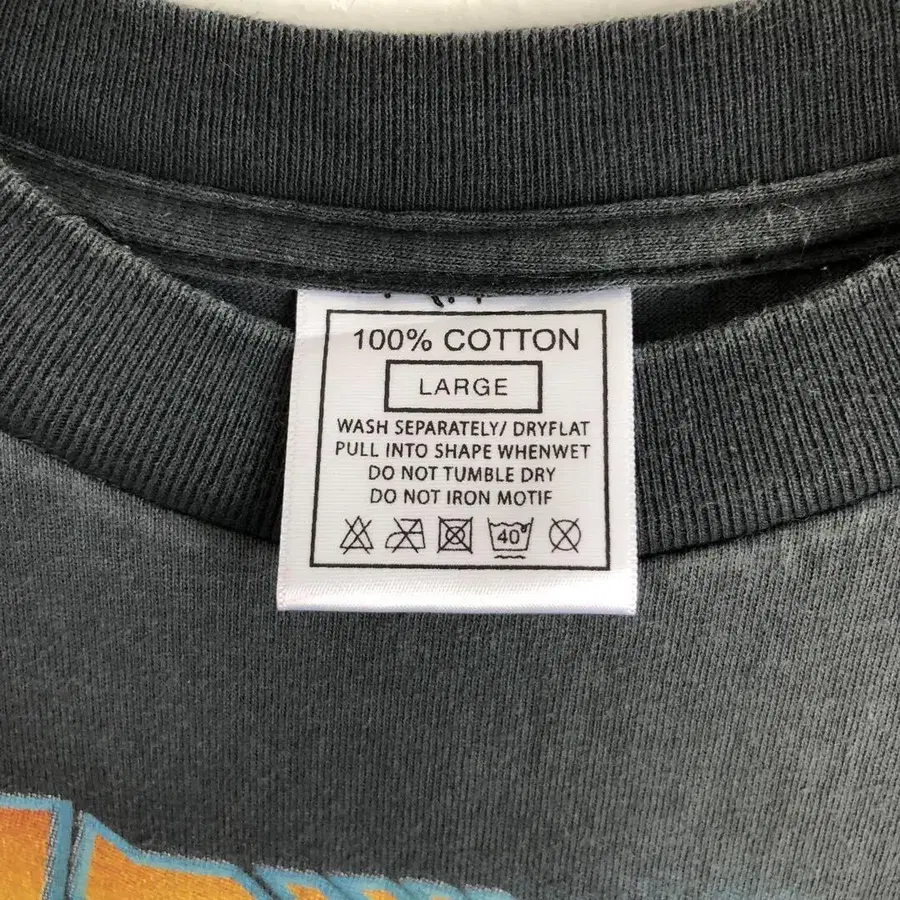 100% COTTON
LARGE
WASH SEPARATELY/ DRYFLAT
PULL INTO SHAPE WHENWET
DO NOT TUMBLE DRY
DO NOT IRON MOTIF
40°